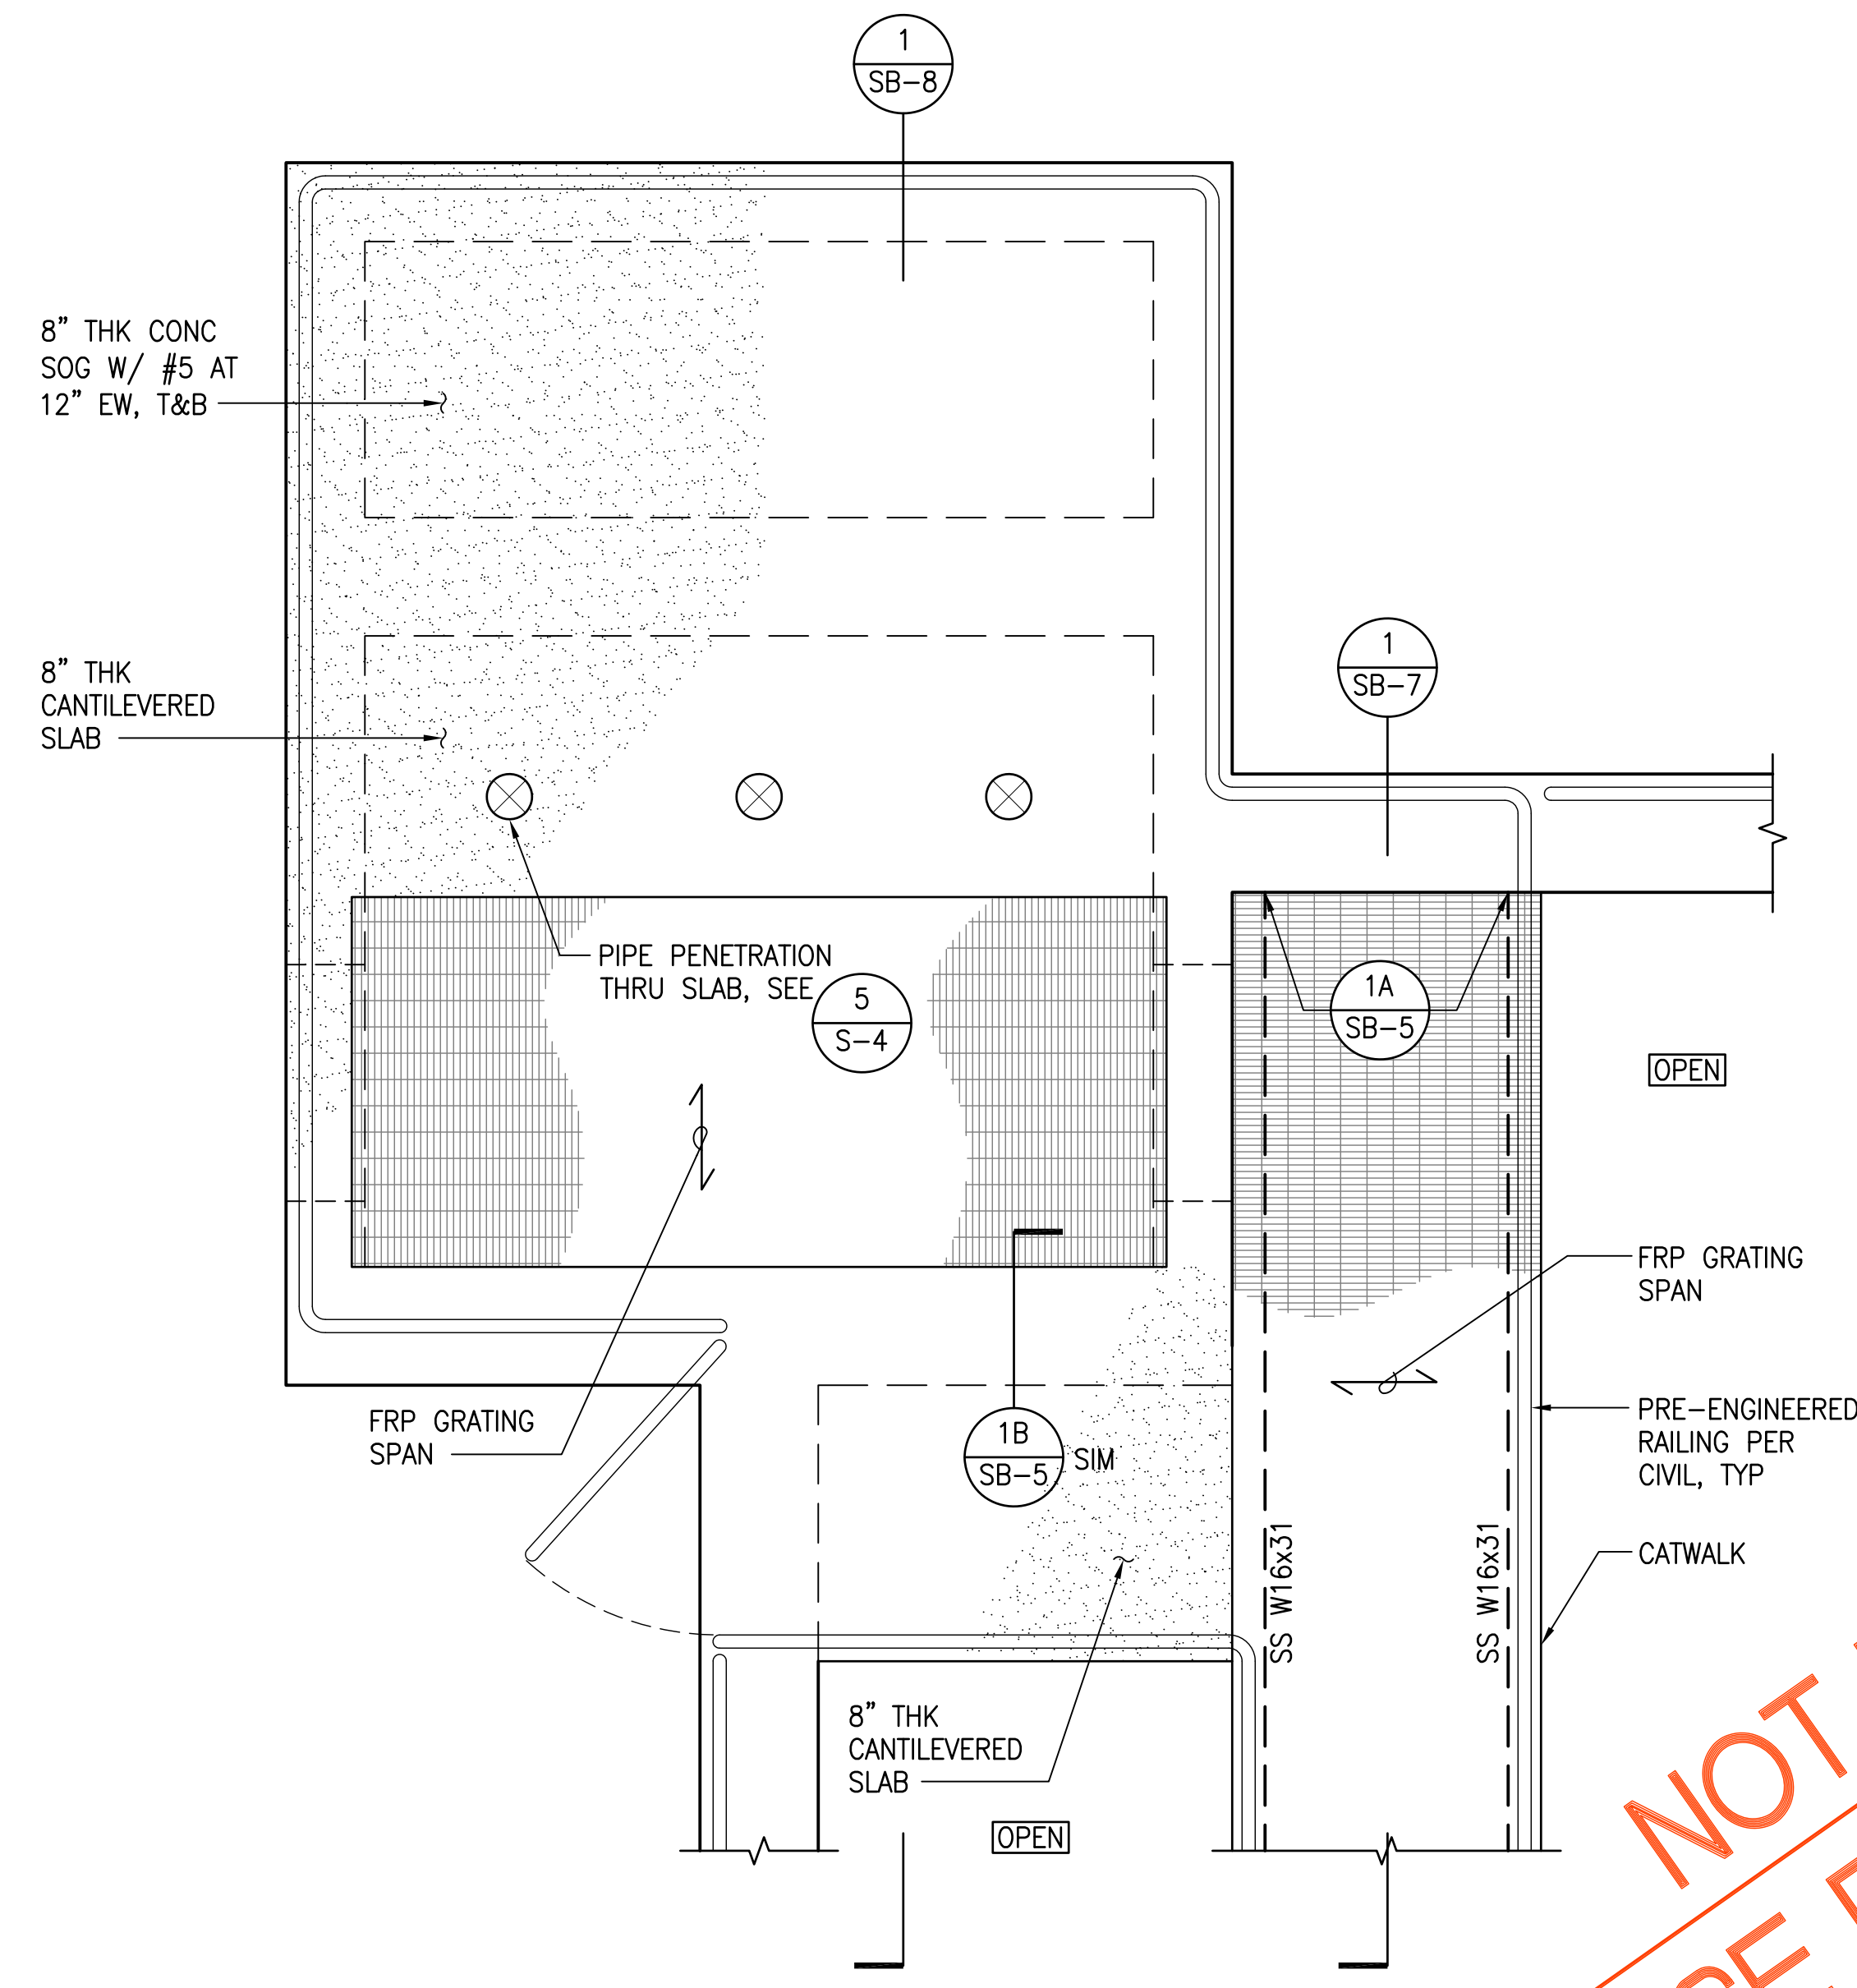 1
SB-8
8" THK CONC
SOG W/ #5 AT
12" EW, T&B
8" THK
CANTILEVERED
SLAB
1
SB-7
PIPE PENETRATION
THRU SLAB, SEE
5
S-4
1A
SB-5
OPEN
FRP GRATING
SPAN
FRP GRATING
SPAN
1B
SB-5
SIM
PRE-ENGINEERED
RAILING PER
CIVIL, TYP
CATWALK
SS W16x31
SS W16x31
8" THK
CANTILEVERED
SLAB
OPEN
NOT